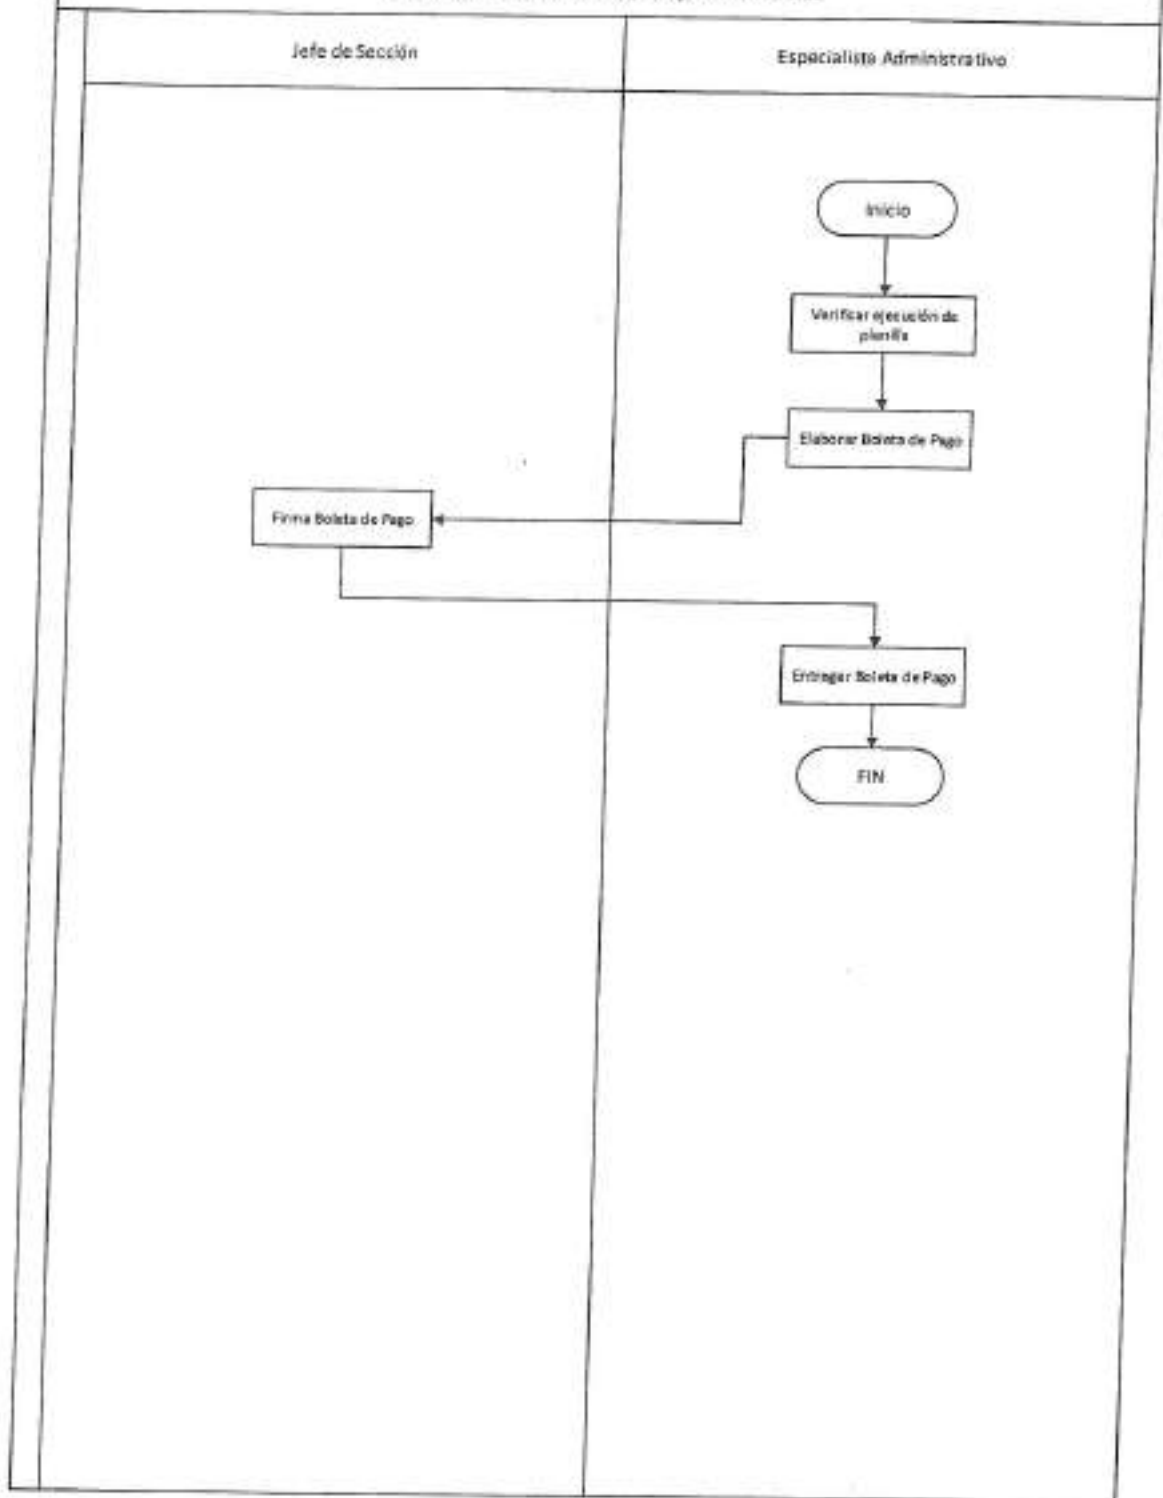 Jefe de Sección
Especialista Administrativo
Inicio
Verificar ejecución de
planilla
Elaborar Boleta de Pago
Firma Boleta de Pago
Entregar Boleta de Pago
FIN